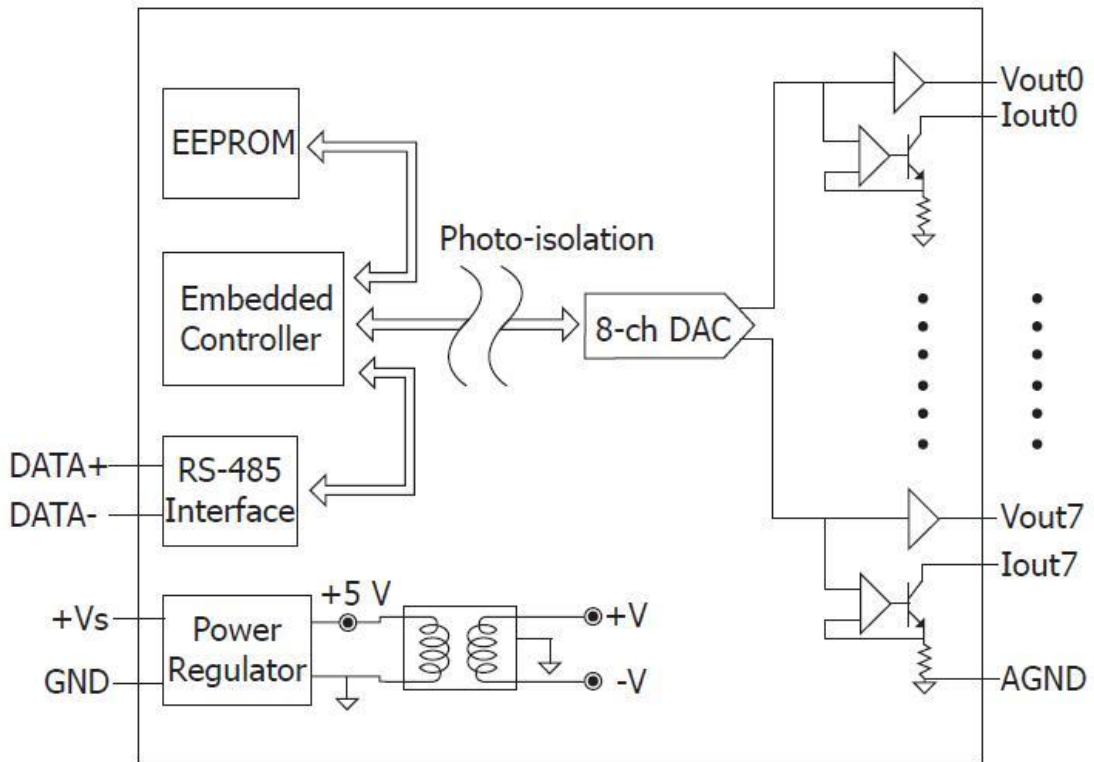 EEPROM
Photo-isolation
Embedded
Controller
8-ch DAC
RS-485
Interface
DATA+
DATA-
+Vs
GND
Power
Regulator
+5 V
+V
-V
Vout0
Iout0
Vout7
Iout7
AGND